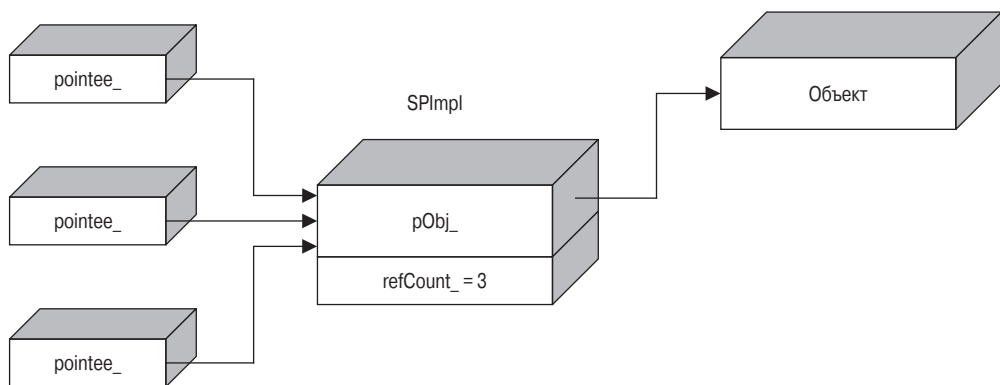 pointee_
SPImpl
Объект
pointee_
pObj_
refCount_ = 3
pointee_